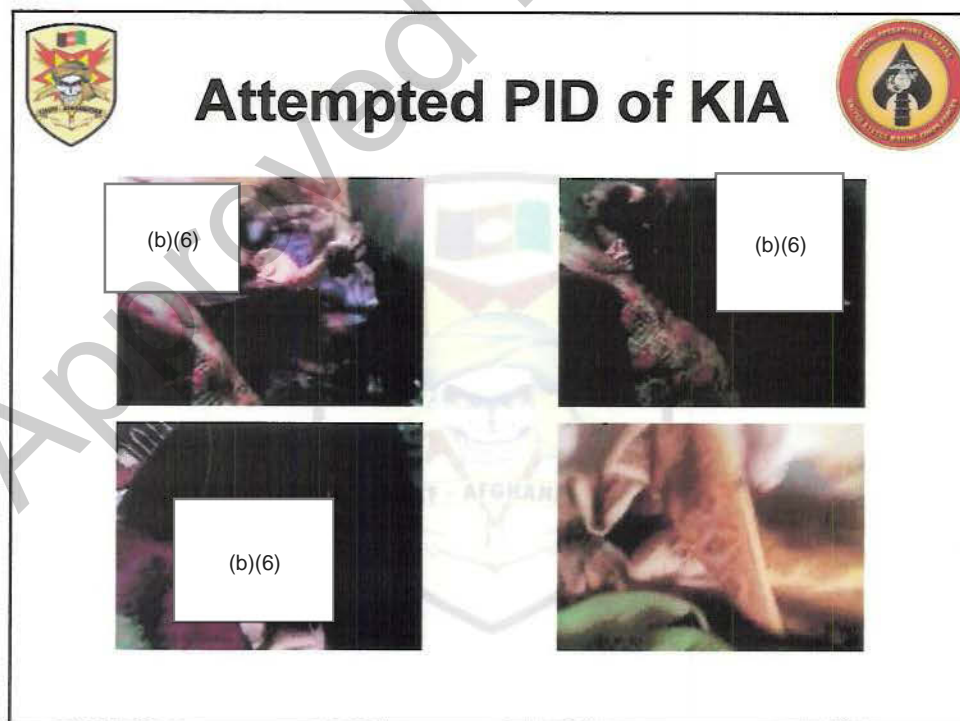 Attempted PID of KIA
(b)(6)
(b)(6)
(b)(6)
AFGHAN
Approved